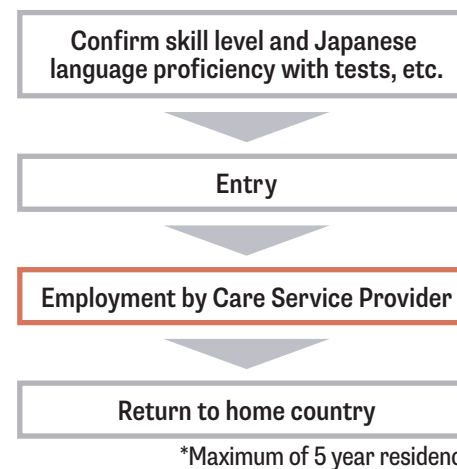 Confirm skill level and Japanese
language proficiency with tests, etc.
Entry
Employment by Care Service Provider
Return to home country
*Maximum of 5 year